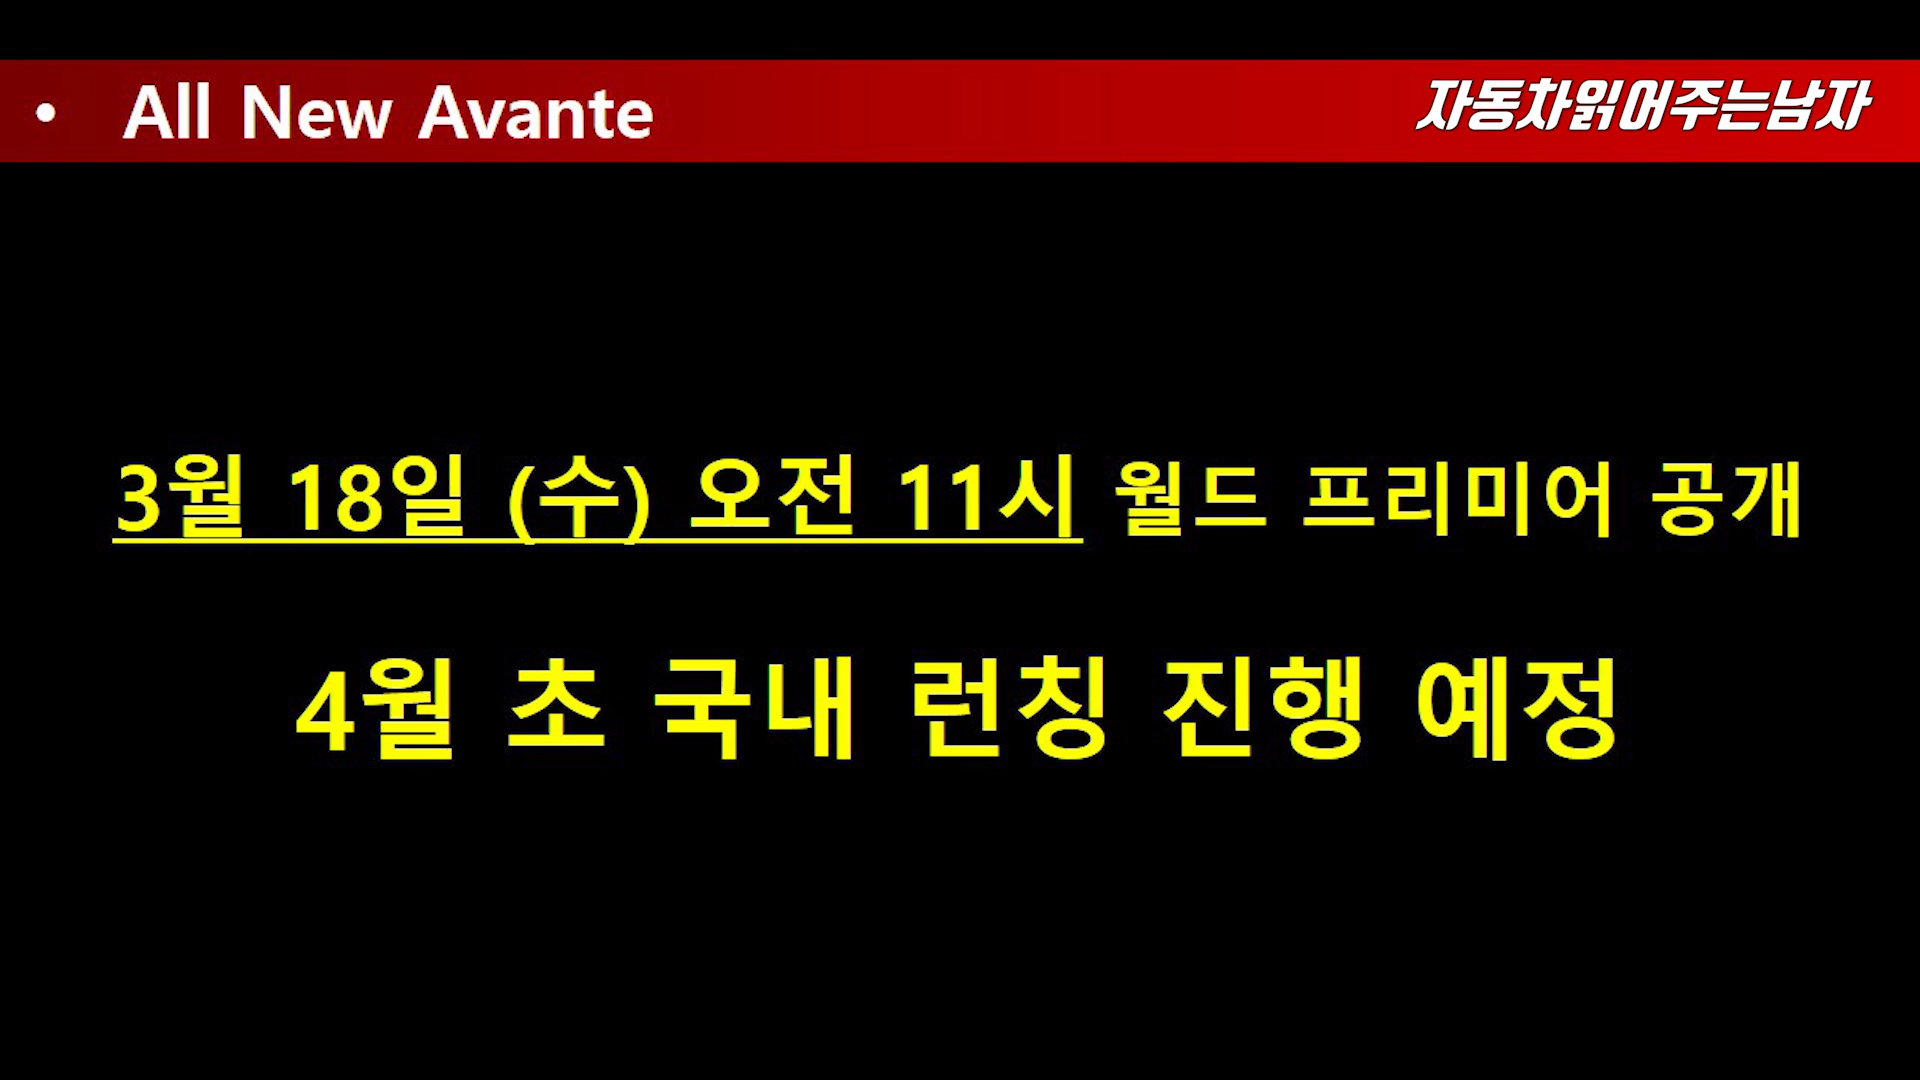 • All New Avante
자동차읽어주는남자
3월 18일 (수) 오전 11시 월드 프리미어 공개
4월 초 국내 런칭 진행 예정